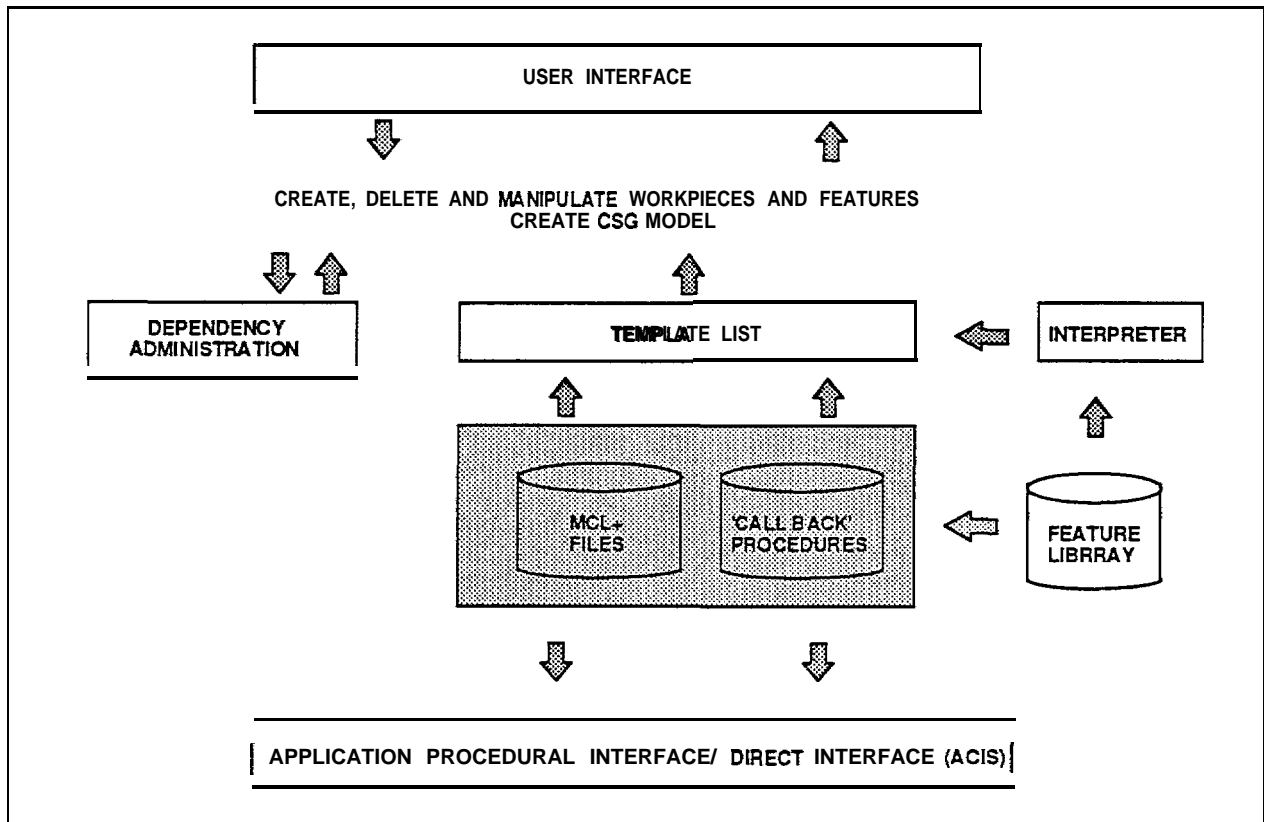 USER INTERFACE
CREATE, DELETE AND MANIPULATE WORKPIECES AND FEATURES
CREATE CSG MODEL
DEPENDENCY
ADMINISTRATION
TEMPLATE LIST
INTERPRETER
MCL+
FILES
'CALL BACK'
PROCEDURES
FEATURE
LIBRRAY
APPLICATION PROCEDURAL INTERFACE/ DIRECT INTERFACE (ACIS)